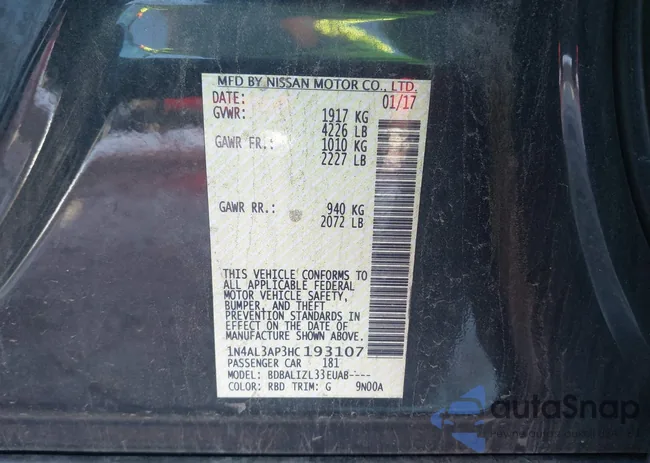 MFD BY NISSAN MOTOR CO., LTD.
DATE: 01/17
GVWR: 1917 KG
4226 LB
GAWR FR.: 1010 KG
2227 LB
GAWR RR.: 940 KG
2072 LB
THIS VEHICLE CONFORMS TO
ALL APPLICABLE FEDERAL
MOTOR VEHICLE SAFETY,
BUMPER, AND THEFT
PREVENTION STANDARDS IN
EFFECT ON THE DATE OF
MANUFACTURE SHOWN ABOVE.
1N4AL3AP3HC193107
PASSENGER CAR 181
MODEL: BDBALIZL33EUAB----
COLOR: RBD TRIM: G 9N00A
autaSnap